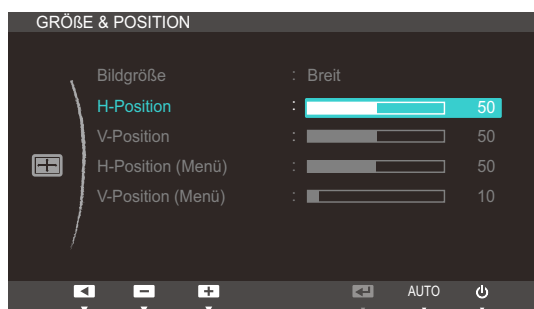 GRÖßE & POSITION
Bildgröße : Breit
H-Position : 50
V-Position : 50
H-Position (Menü) : 50
V-Position (Menü) : 10
AUTO